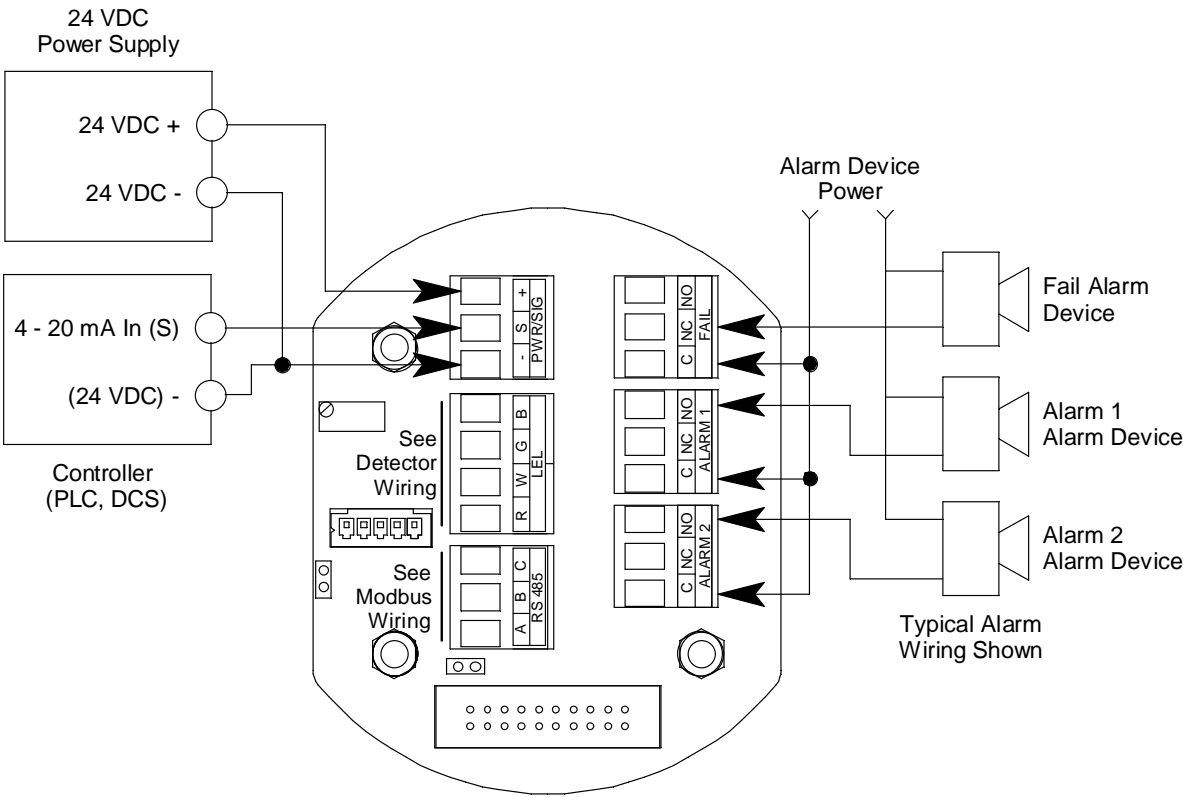 24 VDC
Power Supply
24 VDC +
24 VDC -
4 - 20 mA In (S)
(24 VDC) -
Controller
(PLC, DCS)
+
S
-
PWR/SIG
See
Detector
Wiring
B
G
W
R
LEL
See
Modbus
Wiring
C
B
A
RS 485
NO
NC
C
FAIL
NO
NC
C
ALARM 1
NO
NC
C
ALARM 2
Alarm Device
Power
Fail Alarm
Device
Alarm 1
Alarm Device
Alarm 2
Alarm Device
Typical Alarm
Wiring Shown